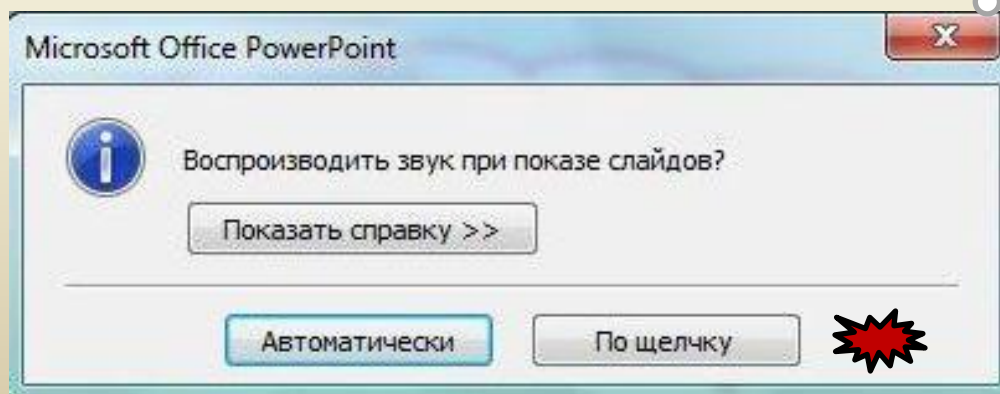 Microsoft Office PowerPoint
Воспроизводить звук при показе слайдов?
Показать справку >>
Автоматически
По щелчку